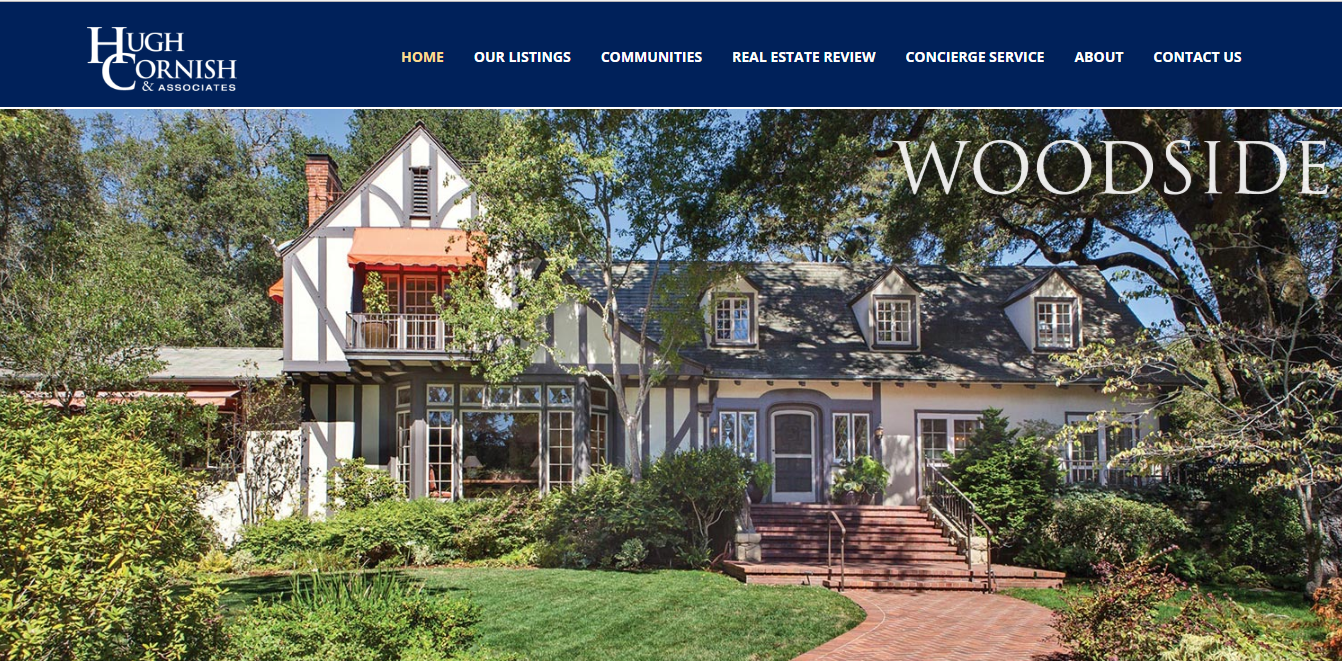 HUGH
CORNISH
& ASSOCIATES
HOME OUR LISTINGS COMMUNITIES REAL ESTATE REVIEW CONCIERGE SERVICE ABOUT CONTACT US
WOODSIDE